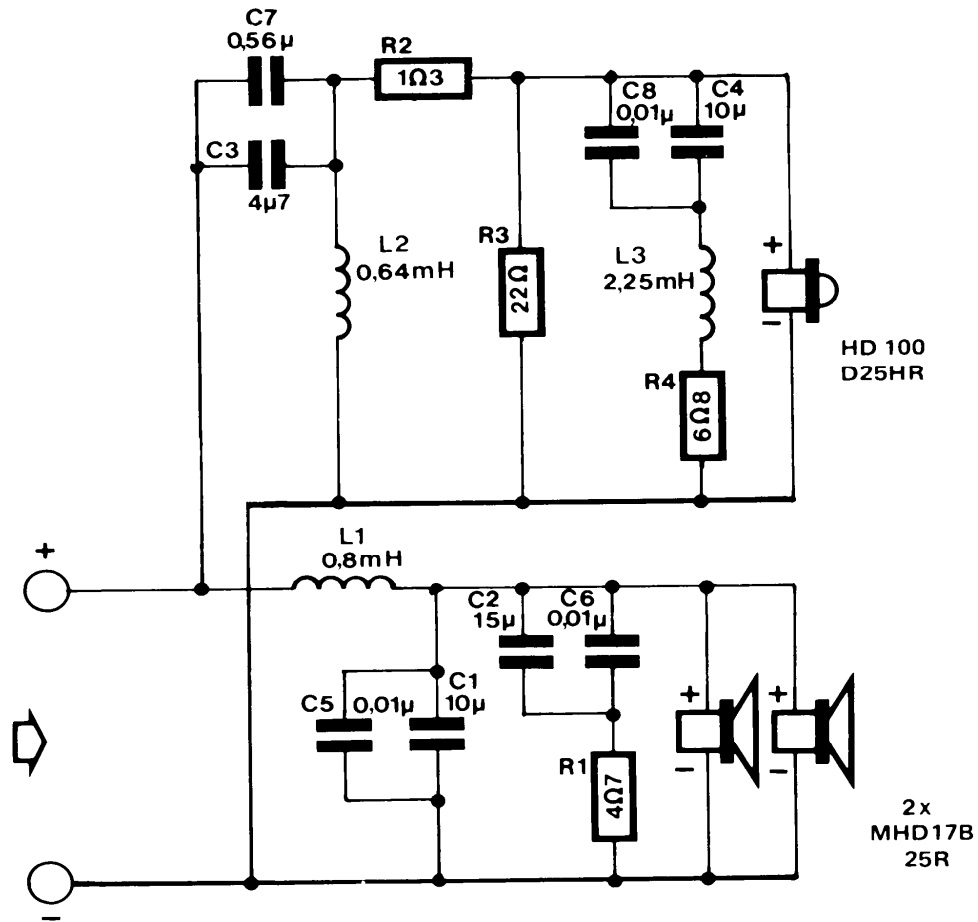 C7
0,56µ
R2
1Ω3
C3
4µ7
L2
0,64mH
R3
22Ω
C8
0,01µ
C4
10µ
L3
2,25mH
R4
6Ω8
+
−
HD 100
D25HR
+
L1
0,8mH
C2
15µ
C6
0,01µ
C5
0,01µ
C1
10µ
R1
4Ω7
+
−
+
−
2x
MHD17B
25R
−